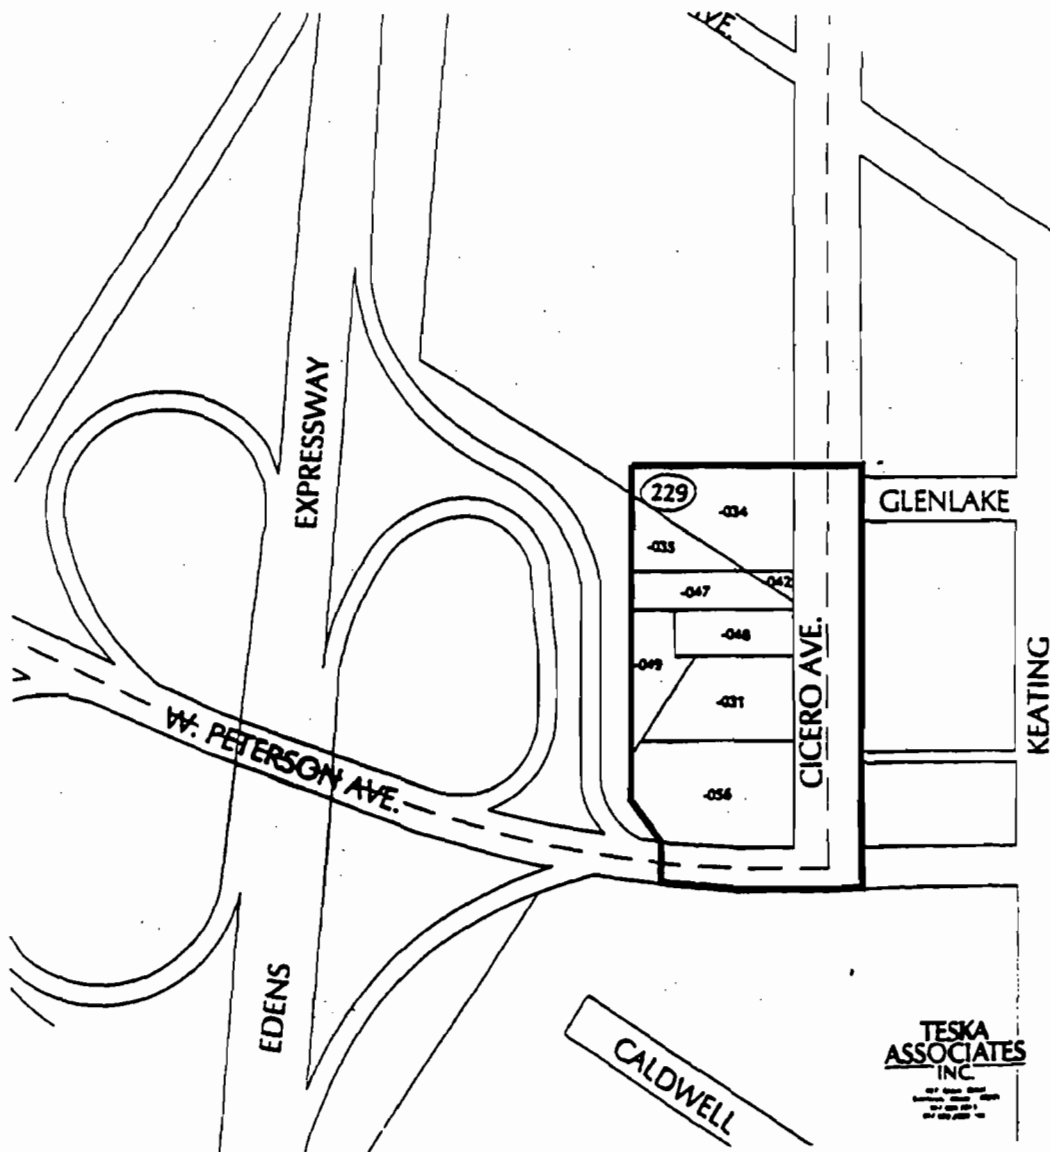 VE.
EXPRESSWAY
229
-034
GLENLAKE
-035
-042
-047
-048
-049
-031
CICERO AVE.
KEATING
W. PETERSON AVE.
-056
EDENS
CALDWELL
TESKA
ASSOCIATES
INC.